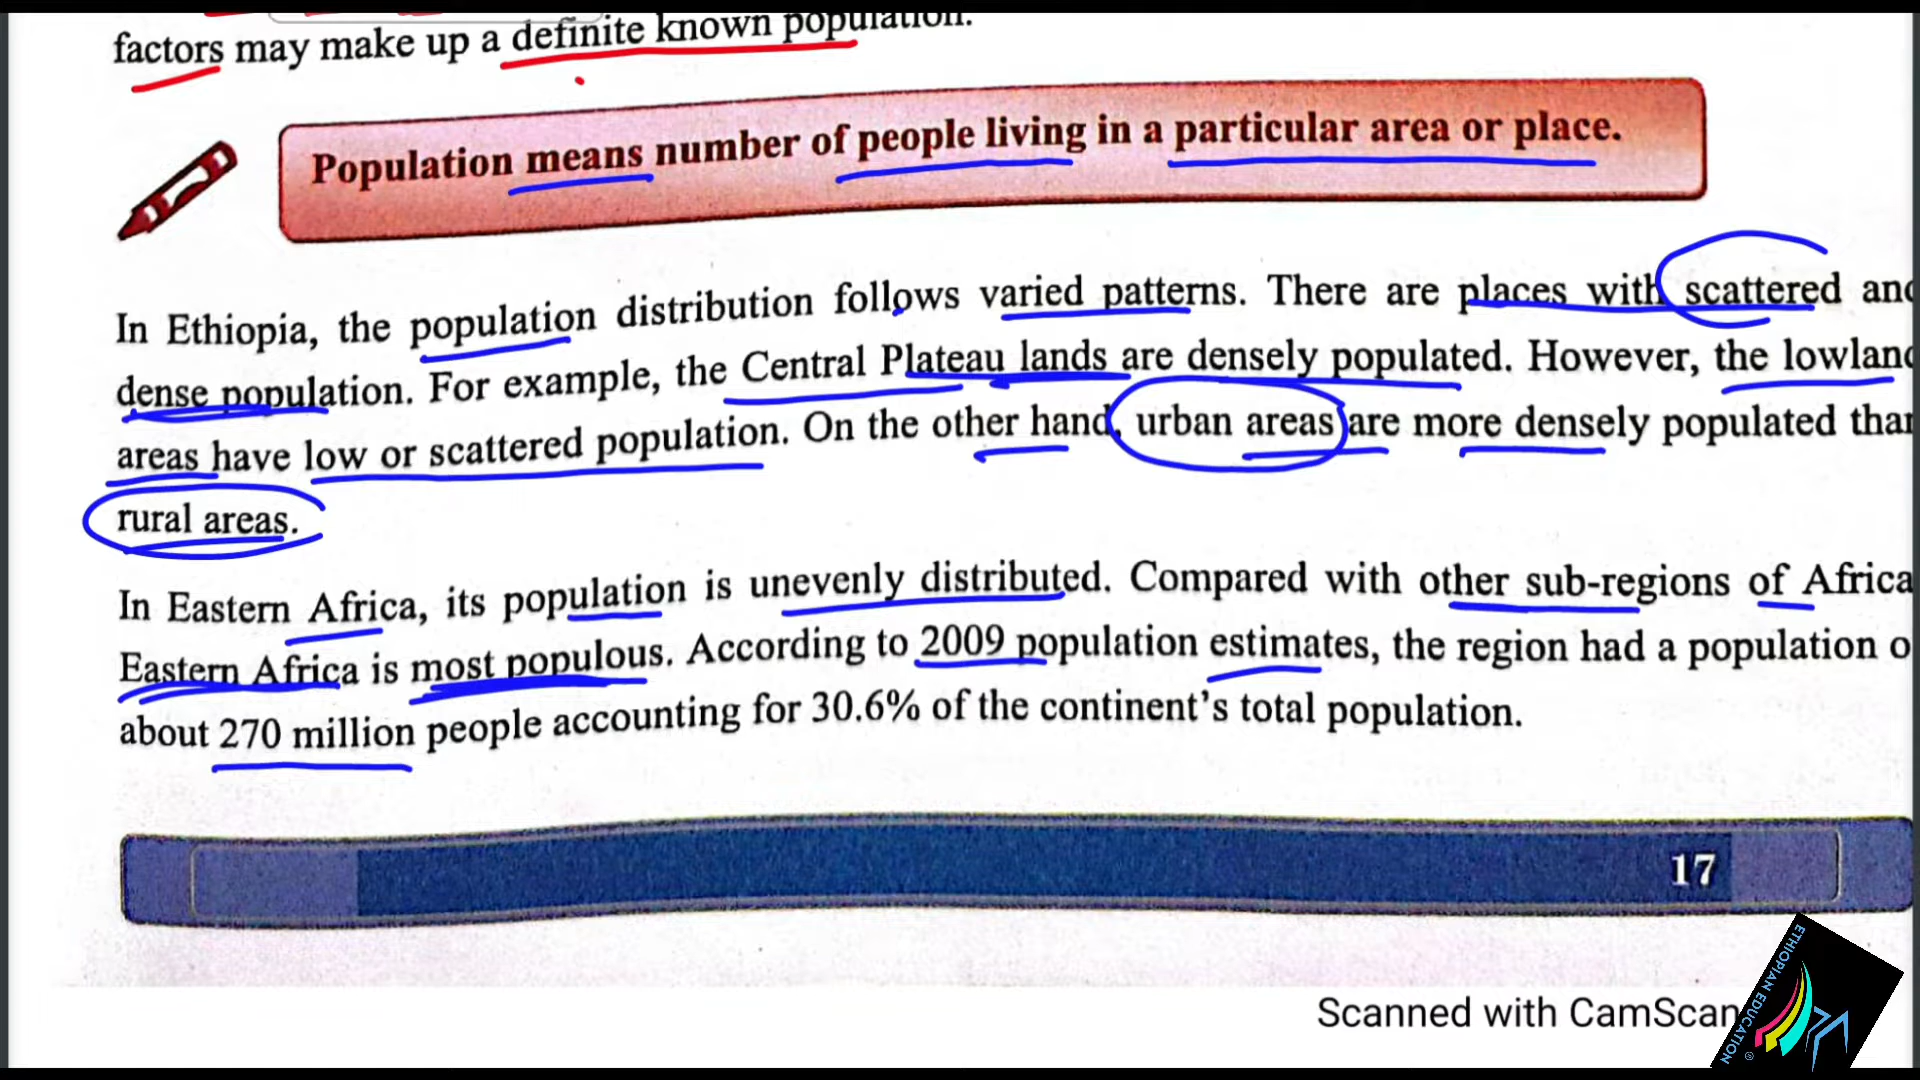 factors may make up a definite known population.
Population means number of people living in a particular area or place.
In Ethiopia, the population distribution follows varied patterns. There are places with scattered and
dense population. For example, the Central Plateau lands are densely populated. However, the lowland
areas have low or scattered population. On the other hand, urban areas are more densely populated than
rural areas.
In Eastern Africa, its population is unevenly distributed. Compared with other sub-regions of Africa
Eastern Africa is most populous. According to 2009 population estimates, the region had a population o
about 270 million people accounting for 30.6% of the continent's total population.
17
Scanned with CamScan
ETHIOPIAN EDUCATION